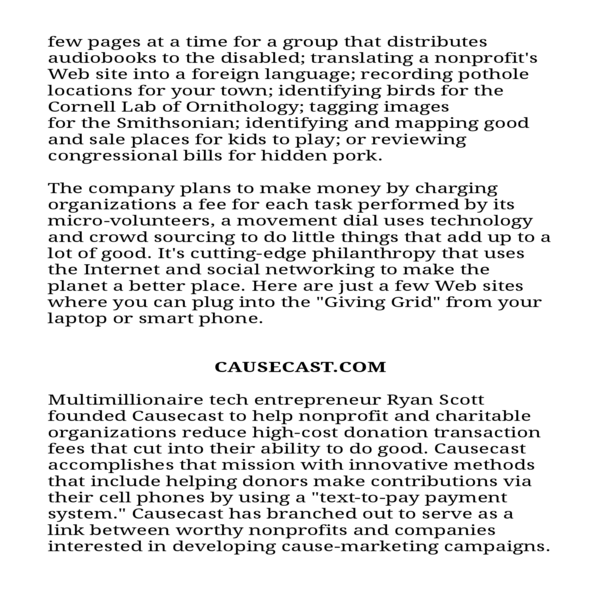 few pages at a time for a group that distributes
audiobooks to the disabled; translating a nonprofit's
Web site into a foreign language; recording pothole
locations for your town; identifying birds for the
Cornell Lab of Ornithology; tagging images
for the Smithsonian; identifying and mapping good
and sale places for kids to play; or reviewing
congressional bills for hidden pork.
The company plans to make money by charging
organizations a fee for each task performed by its
micro-volunteers, a movement dial uses technology
and crowd sourcing to do little things that add up to a
lot of good. It's cutting-edge philanthropy that uses
the Internet and social networking to make the
planet a better place. Here are just a few Web sites
where you can plug into the "Giving Grid" from your
laptop or smart phone.
CAUSECAST.COM
Multimillionaire tech entrepreneur Ryan Scott
founded Causecast to help nonprofit and charitable
organizations reduce high-cost donation transaction
fees that cut into their ability to do good. Causecast
accomplishes that mission with innovative methods
that include helping donors make contributions via
their cell phones by using a "text-to-pay payment
system." Causecast has branched out to serve as a
link between worthy nonprofits and companies
interested in developing cause-marketing campaigns.